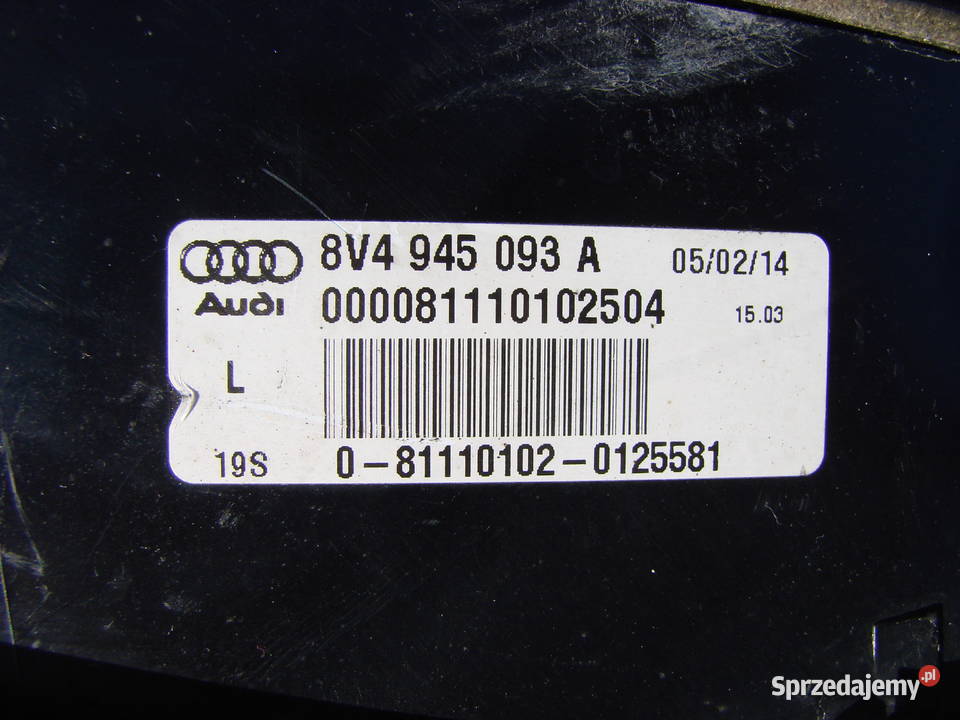 8V4 945 093 A 05/02/14
Audi 000081110102504 15.03
L
19S 0-81110102-0125581
Sprzedajemy.pl